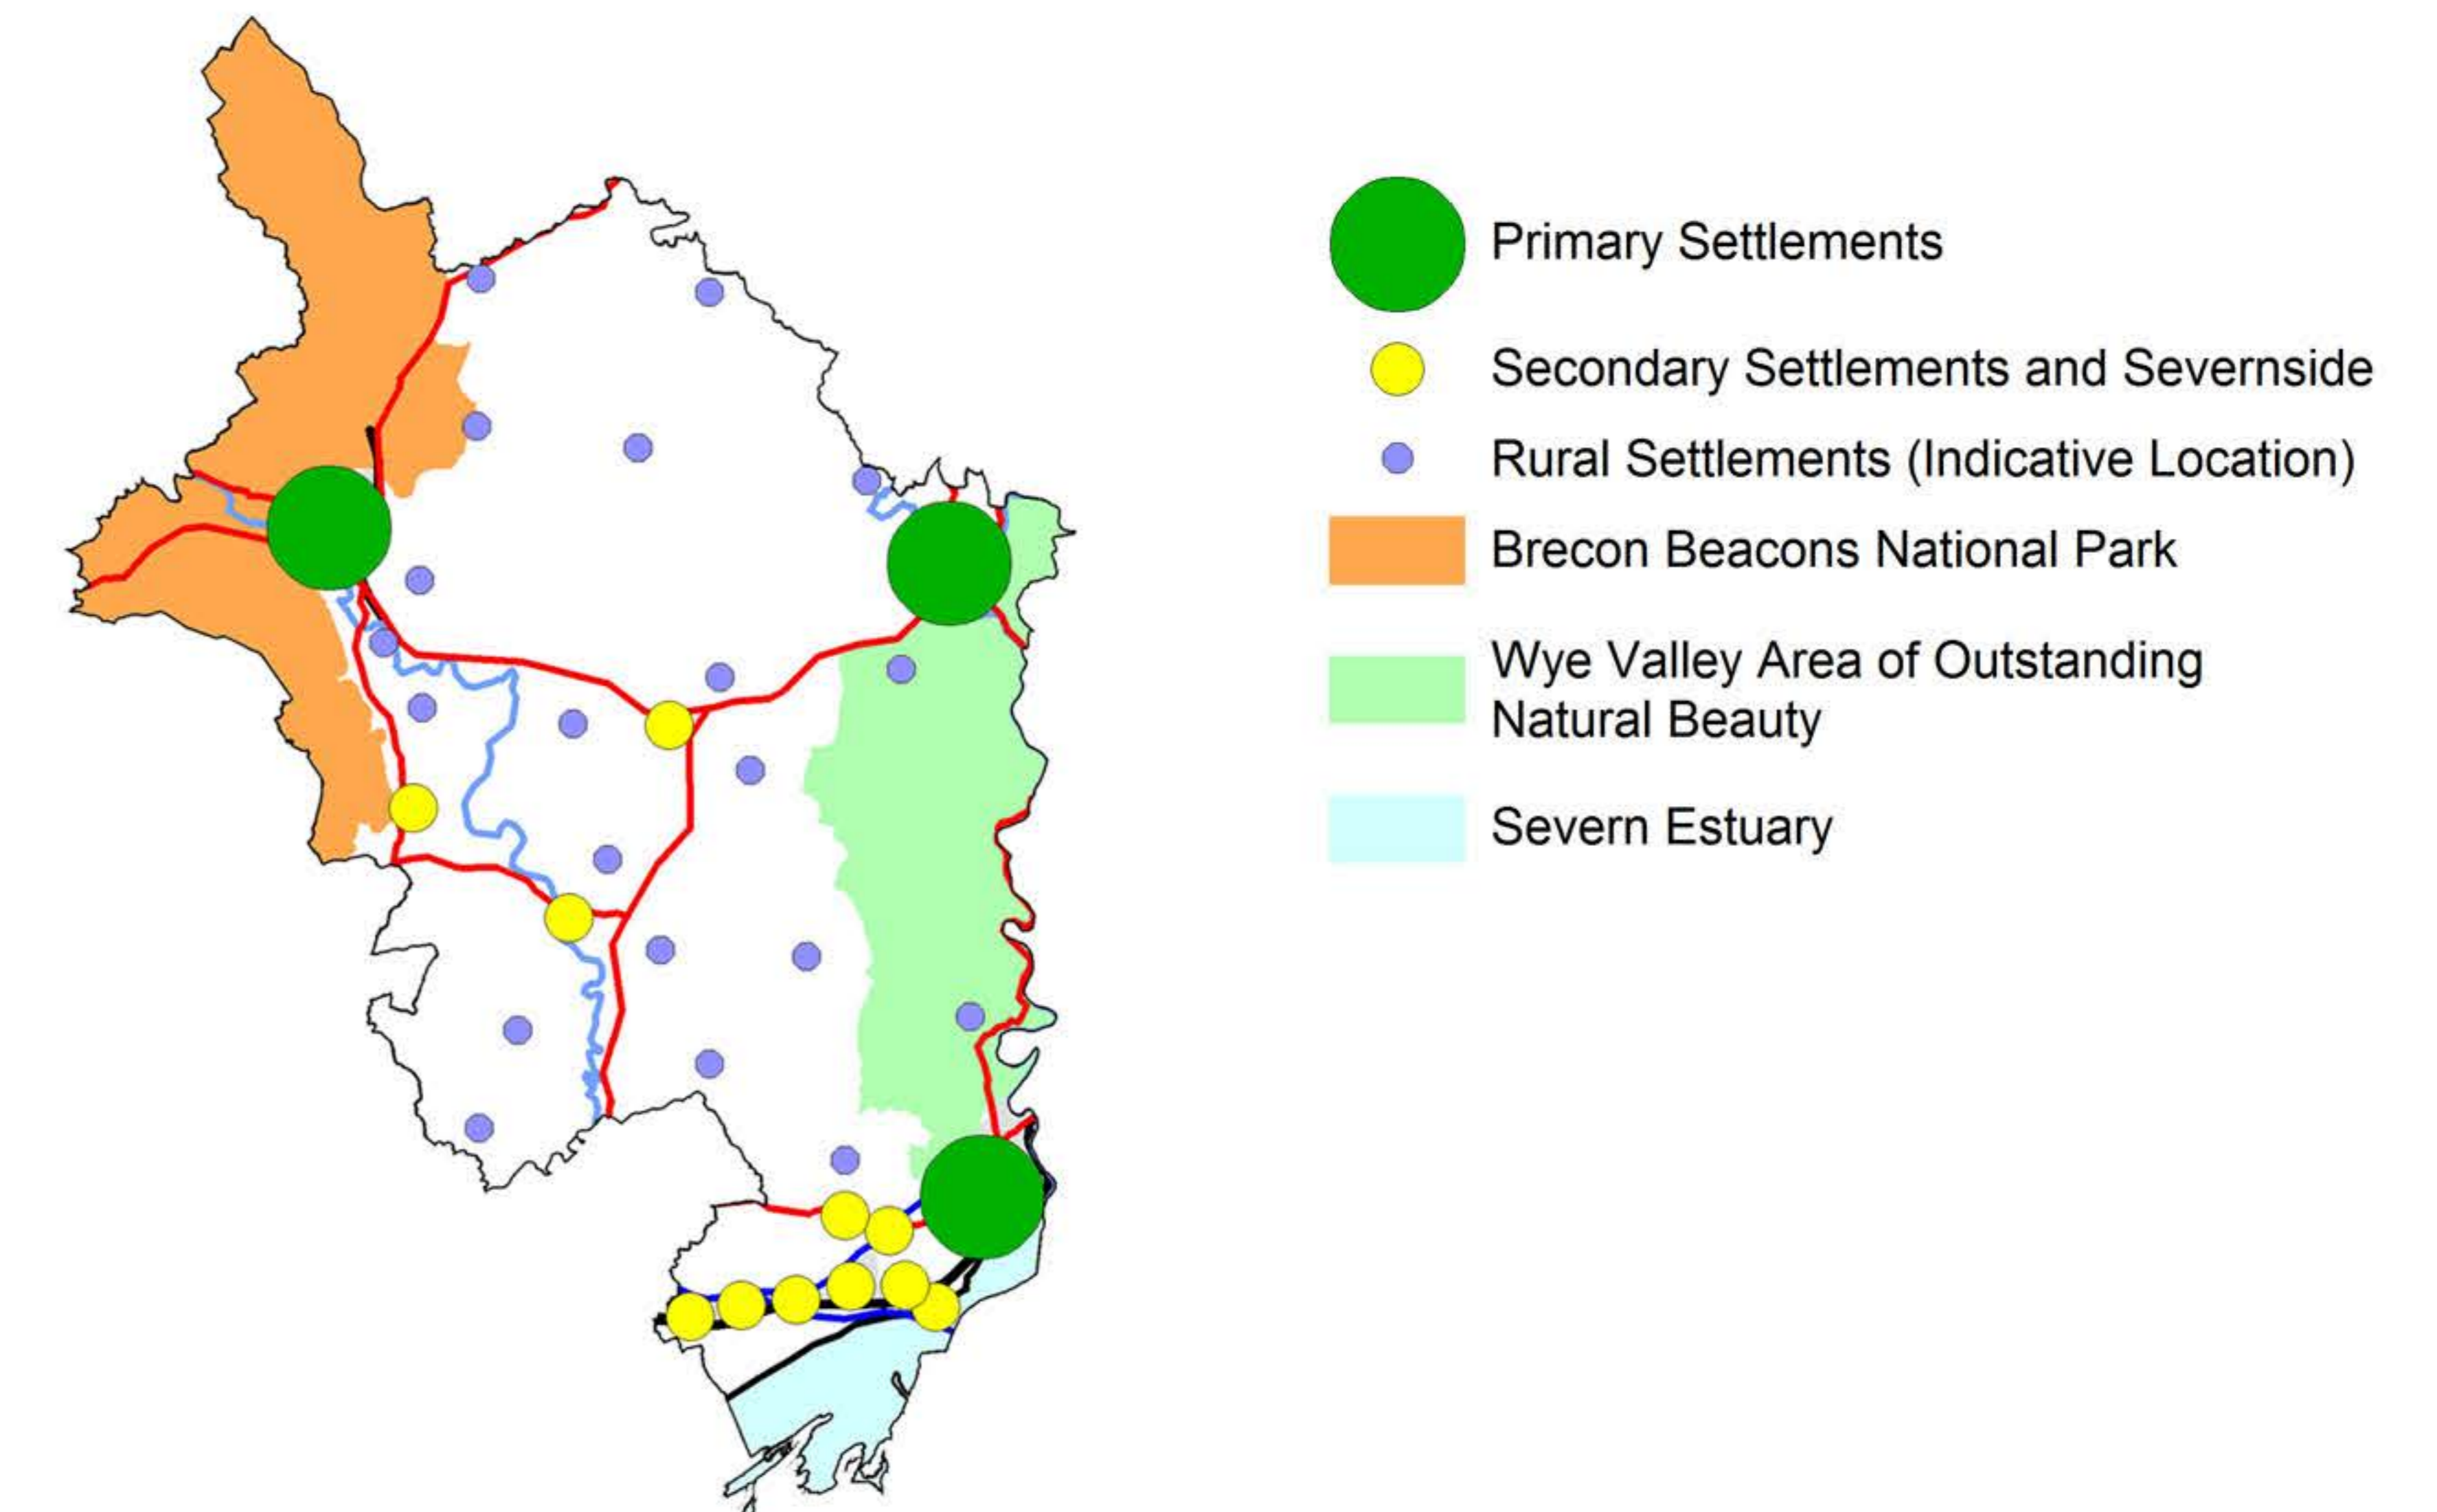 Primary Settlements
Secondary Settlements and Severnside
Rural Settlements (Indicative Location)
Brecon Beacons National Park
Wye Valley Area of Outstanding
Natural Beauty
Severn Estuary